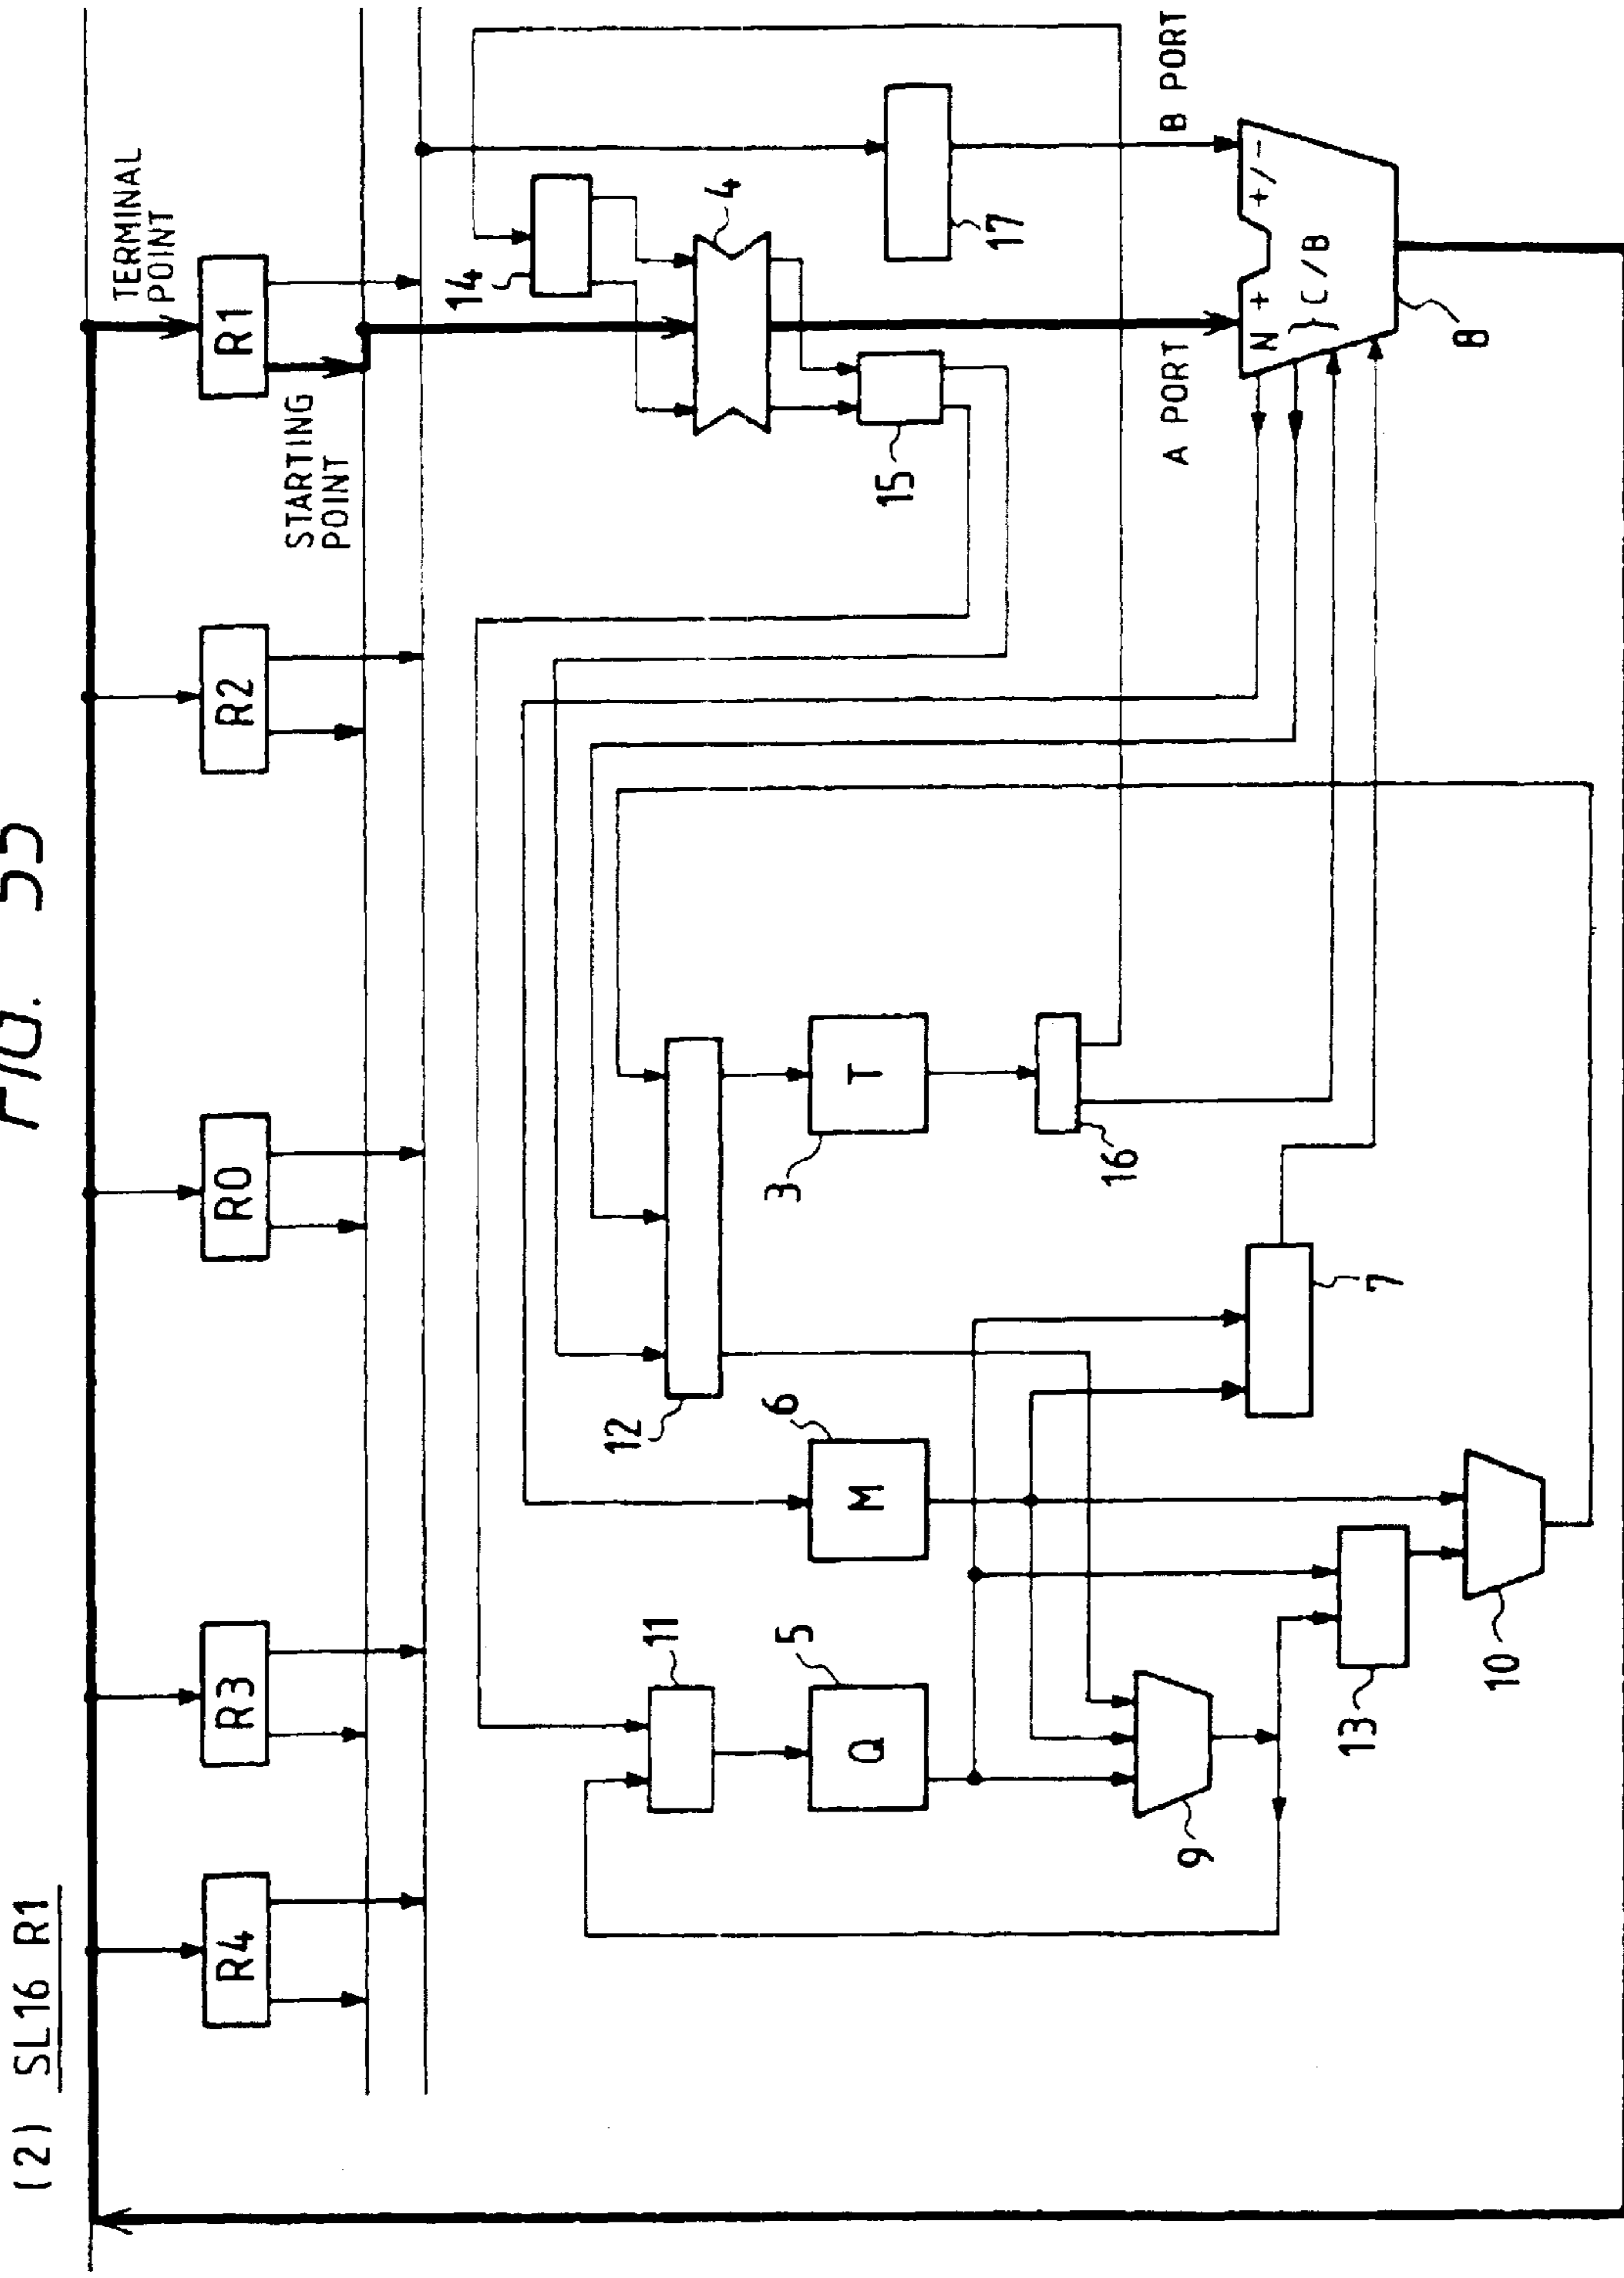 FIG. 55
(2) SL16 R1
R4
R3
R0
R2
R1
TERMINAL
POINT
STARTING
POINT
14
4
15
17
A PORT
B PORT
N + +/-
} C/B
8
12
3
T
16
7
6
M
11
5
Q
9
13
10